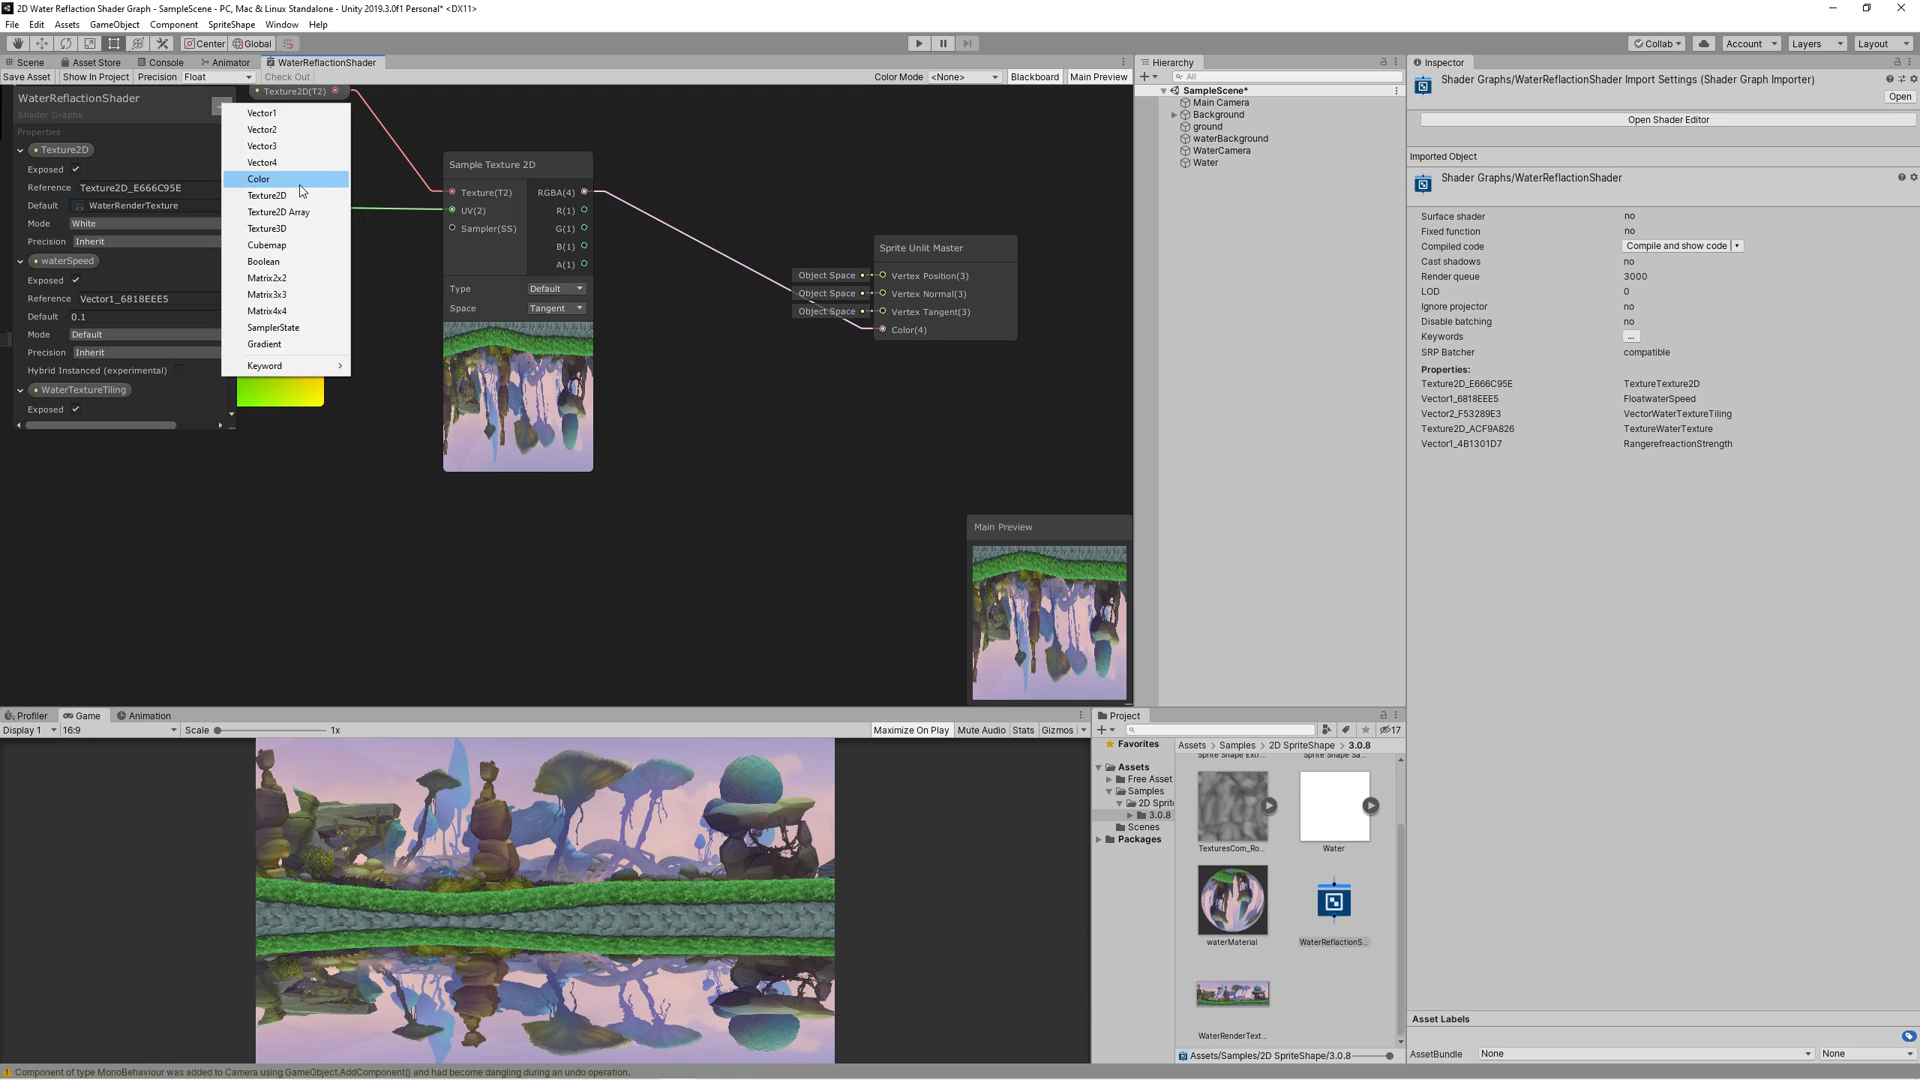 2D Water Reflection Shader Graph - SampleScene - PC, Mac & Linux Standalone - Unity 2019.3.0f1 Personal* <DX11>
File Edit Assets GameObject Component SpriteShape Window Help
Center Global Collab Account Layers Layout
Scene Asset Store Console Animator WaterReflactionShader
Save Asset Show In Project Precision Float Check Out Color Mode <None> Blackboard Main Preview
WaterReflactionShader
Shader Graphs
Properties
Texture2D
Exposed
Reference Texture2D_E666C95E
Default WaterRenderTexture
Mode White
Precision Inherit
waterSpeed
Exposed
Reference Vector1_6818EEE5
Default 0.1
Mode Default
Precision Inherit
Hybrid Instanced (experimental)
WaterTextureTiling
Exposed
Texture2D(T2)
Vector1
Vector2
Vector3
Vector4
Color
Texture2D
Texture2D Array
Texture3D
Cubemap
Boolean
Matrix2x2
Matrix3x3
Matrix4x4
SamplerState
Gradient
Keyword
Sample Texture 2D
Texture(T2) RGBA(4)
UV(2) R(1)
Sampler(SS) G(1)
B(1)
A(1)
Type Default
Space Tangent
Sprite Unlit Master
Object Space Vertex Position(3)
Object Space Vertex Normal(3)
Object Space Vertex Tangent(3)
Color(4)
Main Preview
Hierarchy
All
SampleScene*
Main Camera
Background
ground
waterBackground
WaterCamera
Water
Inspector
Shader Graphs/WaterReflactionShader Import Settings (Shader Graph Importer)
Open
Open Shader Editor
Imported Object
Shader Graphs/WaterReflactionShader
Surface shader no
Fixed function no
Compiled code Compile and show code
Cast shadows no
Render queue 3000
LOD 0
Ignore projector no
Disable batching no
Keywords ...
SRP Batcher compatible
Properties:
Texture2D_E666C95E TextureTexture2D
Vector1_6818EEE5 FloatwaterSpeed
Vector2_F53289E3 VectorWaterTextureTiling
Texture2D_ACF9A826 TextureWaterTexture
Vector1_4B1301D7 RangerefreactionStrength
Profiler Game Animation
Display 1 16:9 Scale 1x Maximize On Play Mute Audio Stats Gizmos
Project
17
Favorites
Assets
Free Asset
Samples
2D Sprit
3.0.8
Scenes
Packages
Assets > Samples > 2D SpriteShape > 3.0.8
Sprite Shape Extr... Sprite Shape Sa...
TexturesCom_Ro... Water
waterMaterial WaterReflactionS...
WaterRenderText...
Assets/Samples/2D SpriteShape/3.0.8
Asset Labels
AssetBundle None None
Component of type MonoBehaviour was added to Camera using GameObject.AddComponent() and had become dangling during an undo operation.